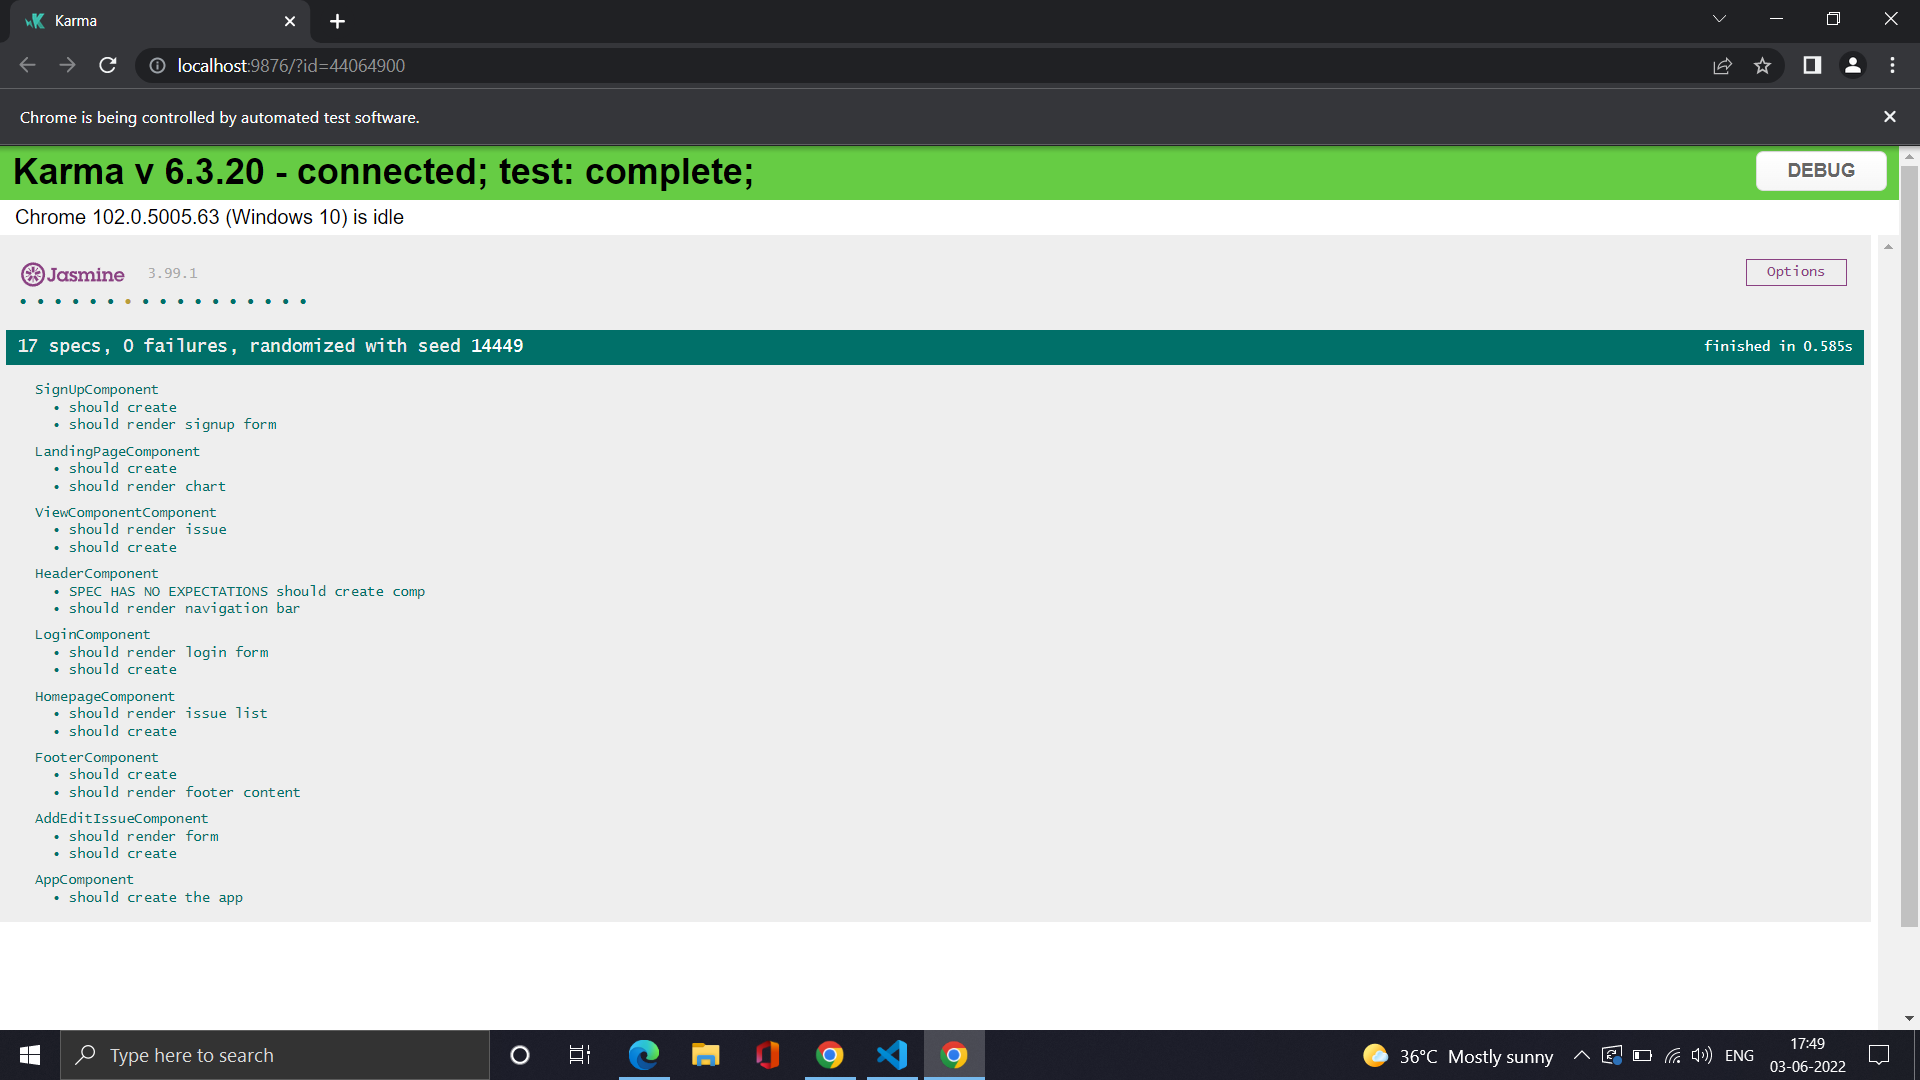 Karma
localhost:9876/?id=44064900
Chrome is being controlled by automated test software.
Karma v 6.3.20 - connected; test: complete;
DEBUG
Chrome 102.0.5005.63 (Windows 10) is idle
Jasmine 3.99.1
Options
17 specs, 0 failures, randomized with seed 14449
finished in 0.585s
SignUpComponent
• should create
• should render signup form
LandingPageComponent
• should create
• should render chart
ViewComponentComponent
• should render issue
• should create
HeaderComponent
• SPEC HAS NO EXPECTATIONS should create comp
• should render navigation bar
LoginComponent
• should render login form
• should create
HomepageComponent
• should render issue list
• should create
FooterComponent
• should create
• should render footer content
AddEditIssueComponent
• should render form
• should create
AppComponent
• should create the app
Type here to search
36°C Mostly sunny
ENG
17:49
03-06-2022